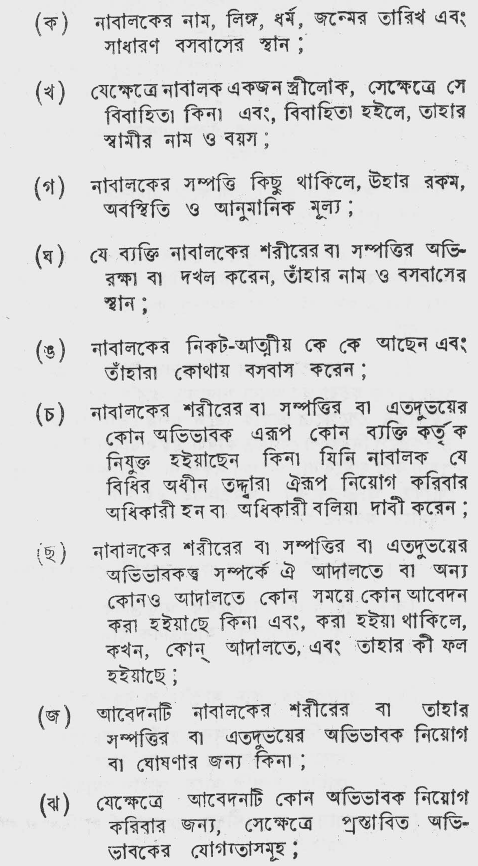 (ক) নাবালকের নাম, লিঙ্গ, ধর্ম, জন্মের তারিখ এবং
সাধারণ বসবাসের স্থান ;
(খ) যেক্ষেত্রে নাবালক একজন স্ত্রীলোক, সেক্ষেত্রে সে
বিবাহিতা কিনা এবং, বিবাহিতা হইলে, তাহার
স্বামীর নাম ও বয়স ;
(গ) নাবালকের সম্পত্তি কিছু থাকিলে, উহার রকম,
অবস্থিতি ও আনুমানিক মূল্য ;
(ঘ) যে ব্যক্তি নাবালকের শরীরের বা সম্পত্তির অভি-
রক্ষা বা দখল করেন, তাঁহার নাম ও বসবাসের
স্থান ;
(ঙ) নাবালকের নিকট-আত্মীয় কে কে আছেন এবং
তাঁহারা কোথায় বসবাস করেন ;
(চ) নাবালকের শরীরের বা সম্পত্তির বা এতদুভয়ের
কোন অভিভাবক এরূপ কোন ব্যক্তি কর্তৃক
নিযুক্ত হইয়াছেন কিনা যিনি নাবালক যে
বিধির অধীন তদ্দ্বারা ঐরূপ নিয়োগ করিবার
অধিকারী হন বা অধিকারী বলিয়া দাবী করেন ;
(ছ) নাবালকের শরীরের বা সম্পত্তির বা এতদুভয়ের
অভিভাবকত্ব সম্পর্কে ঐ আদালতে বা অন্য
কোনও আদালতে কোন সময়ে কোন আবেদন
করা হইয়াছে কিনা এবং, করা হইয়া থাকিলে,
কখন, কোন্ আদালতে, এবং তাহার কী ফল
হইয়াছে ;
(জ) আবেদনটি নাবালকের শরীরের বা তাহার
সম্পত্তির বা এতদুভয়ের অভিভাবক নিয়োগ
বা ঘোষণার জন্য কিনা ;
(ঝ) যেক্ষেত্রে আবেদনটি কোন অভিভাবক নিয়োগ
করিবার জন্য, সেক্ষেত্রে প্রস্তাবিত অভি-
ভাবকের যোগ্যতাসমূহ ;